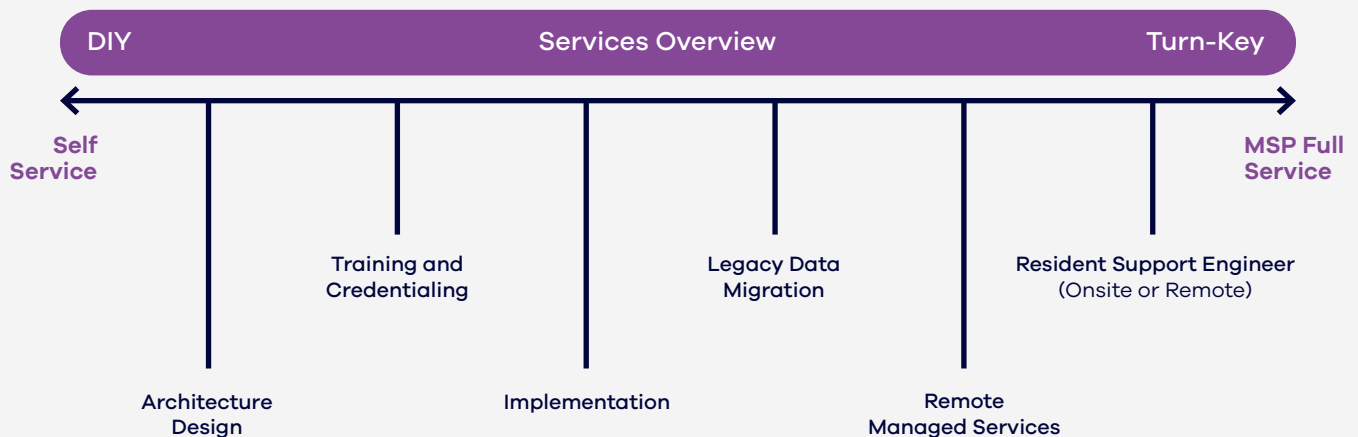 DIY Services Overview Turn-Key
Self
Service
MSP Full
Service
Training and
Credentialing
Legacy Data
Migration
Resident Support Engineer
(Onsite or Remote)
Architecture
Design
Implementation
Remote
Managed Services